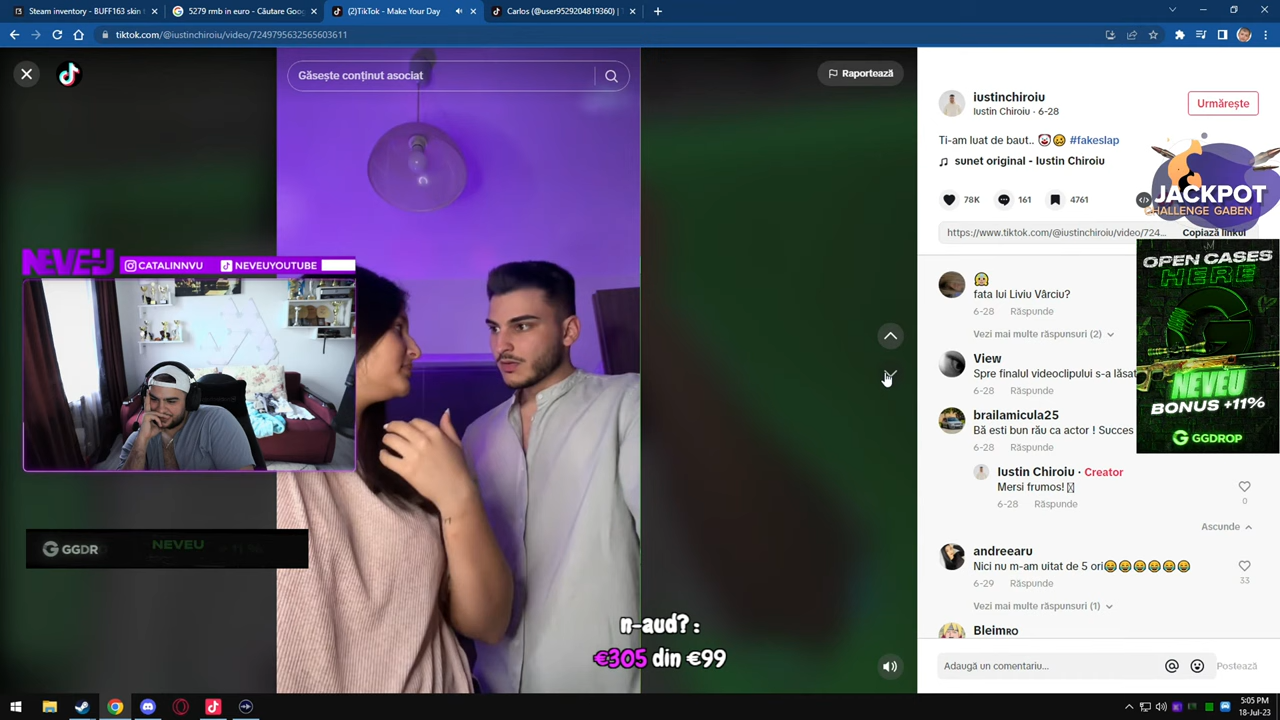 Steam inventory - BUFF163 skin t
5279 rmb in euro - Căutare Goog
(2)TikTok - Make Your Day
Carlos (@user9529204819360) | T
tiktok.com/@iustinchiroiu/video/7249795632565603611
Găsește conținut asociat
Raportează
iustinchiroiu
Iustin Chiroiu · 6-28
Urmărește
Ti-am luat de baut.. 🤡🥴 #fakeslap
sunet original - Iustin Chiroiu
78K
161
4761
https://www.tiktok.com/@iustinchiroiu/video/724...
Copiază linkul
JACKPOT
CHALLENGE GABEN
OPEN CASES
HERE
NEVEU
BONUS +11%
GGDROP
NEVEU
CATALINNVU
NEVEUYOUTUBE
fata lui Liviu Vârciu?
6-28 Răspunde
Vezi mai multe răspunsuri (2)
View
Spre finalul videoclipului s-a lăsat
6-28 Răspunde
brailamicula25
Bă esti bun rău ca actor ! Succes
6-28 Răspunde
Iustin Chiroiu · Creator
Mersi frumos!
6-28 Răspunde
0
Ascunde
andreearu
Nici nu m-am uitat de 5 ori😂😂😂😂😂😂
6-29 Răspunde
33
Vezi mai multe răspunsuri (1)
Bleimro
GGDR
NEVEU
n-aud? :
€305 din €99
Adaugă un comentariu...
Postează
5:05 PM
18-Jul-23